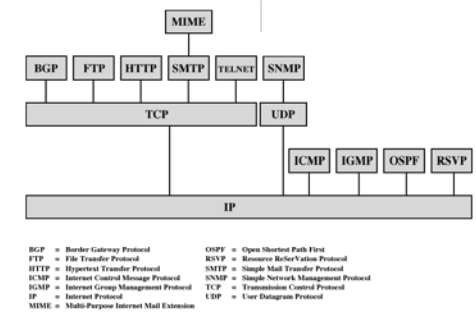 MIME
BGP FTP HTTP SMTP TELNET SNMP
TCP UDP
ICMP IGMP OSPF RSVP
IP
BGP = Border Gateway Protocol
FTP = File Transfer Protocol
HTTP = Hypertext Transfer Protocol
ICMP = Internet Control Message Protocol
IGMP = Internet Group Management Protocol
IP = Internet Protocol
MIME = Multi-Purpose Internet Mail Extension
OSPF = Open Shortest Path First
RSVP = Resource ReSerVation Protocol
SMTP = Simple Mail Transfer Protocol
SNMP = Simple Network Management Protocol
TCP = Transmission Control Protocol
UDP = User Datagram Protocol